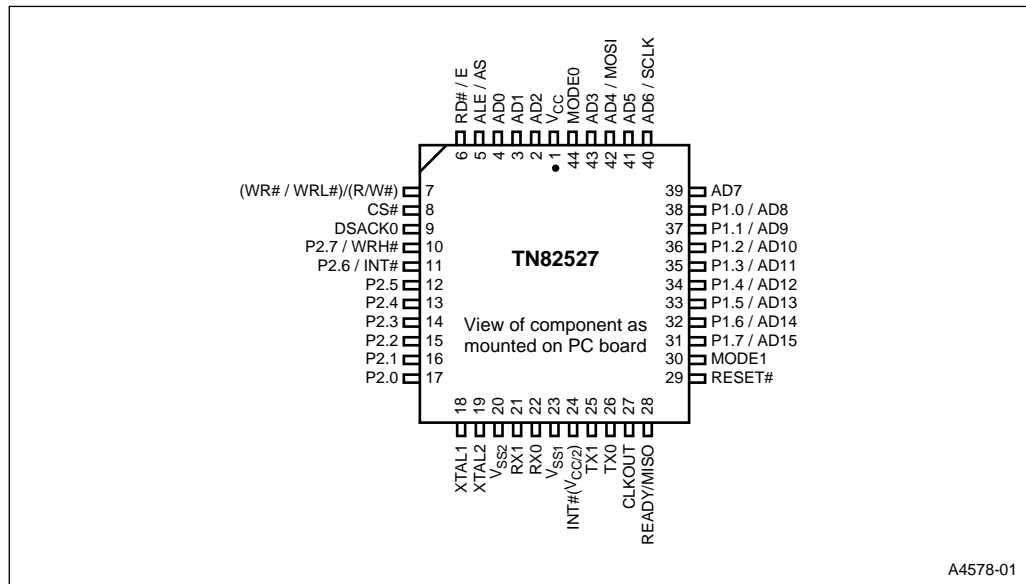 RD# / E
ALE / AS
AD0
AD1
AD2
VCC
MODE0
AD3
AD4 / MOSI
AD5
AD6 / SCLK
6
5
4
3
2
1
44
43
42
41
40
(WR# / WRL#)/(R/W#) 7
CS# 8
DSACK0 9
P2.7 / WRH# 10
P2.6 / INT# 11
P2.5 12
P2.4 13
P2.3 14
P2.2 15
P2.1 16
P2.0 17
TN82527
View of component as
mounted on PC board
39 AD7
38 P1.0 / AD8
37 P1.1 / AD9
36 P1.2 / AD10
35 P1.3 / AD11
34 P1.4 / AD12
33 P1.5 / AD13
32 P1.6 / AD14
31 P1.7 / AD15
30 MODE1
29 RESET#
18
19
20
21
22
23
24
25
26
27
28
XTAL1
XTAL2
VSS2
RX1
RX0
VSS1
INT#(VCC/2)
TX1
TX0
CLKOUT
READY/MISO
A4578-01